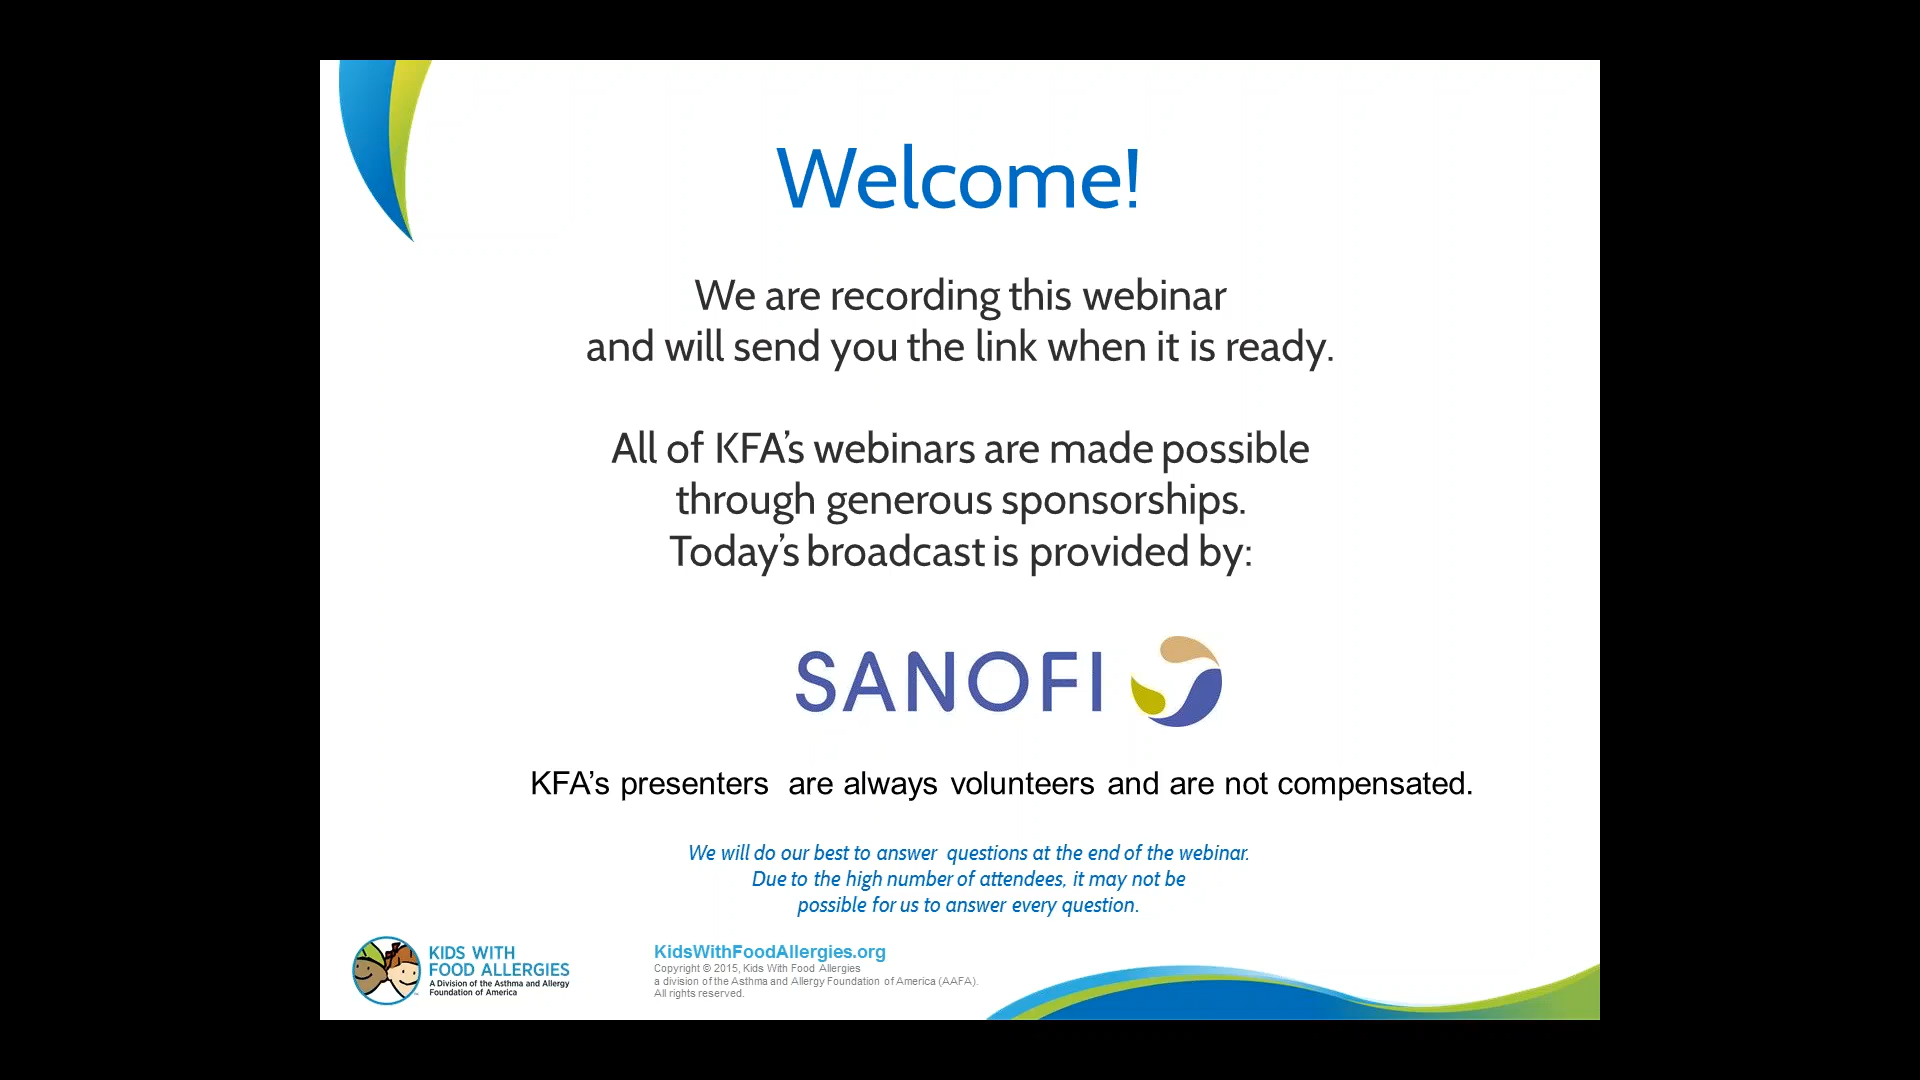 Welcome!
We are recording this webinar
and will send you the link when it is ready.
All of KFA's webinars are made possible
through generous sponsorships.
Today's broadcast is provided by:
SANOFI
KFA's presenters are always volunteers and are not compensated.
We will do our best to answer questions at the end of the webinar.
Due to the high number of attendees, it may not be
possible for us to answer every question.
KIDS WITH
FOOD ALLERGIES
A Division of the Asthma and Allergy
Foundation of America
KidsWithFoodAllergies.org
Copyright © 2015, Kids With Food Allergies
a division of the Asthma and Allergy Foundation of America (AAFA).
All rights reserved.